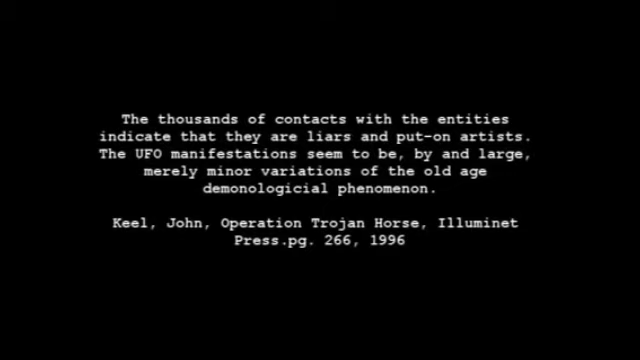 The thousands of contacts with the entities
indicate that they are liars and put-on artists.
The UFO manifestations seem to be, by and large,
merely minor variations of the old age
demonologicial phenomenon.
Keel, John, Operation Trojan Horse, Illuminet
Press.pg. 266, 1996